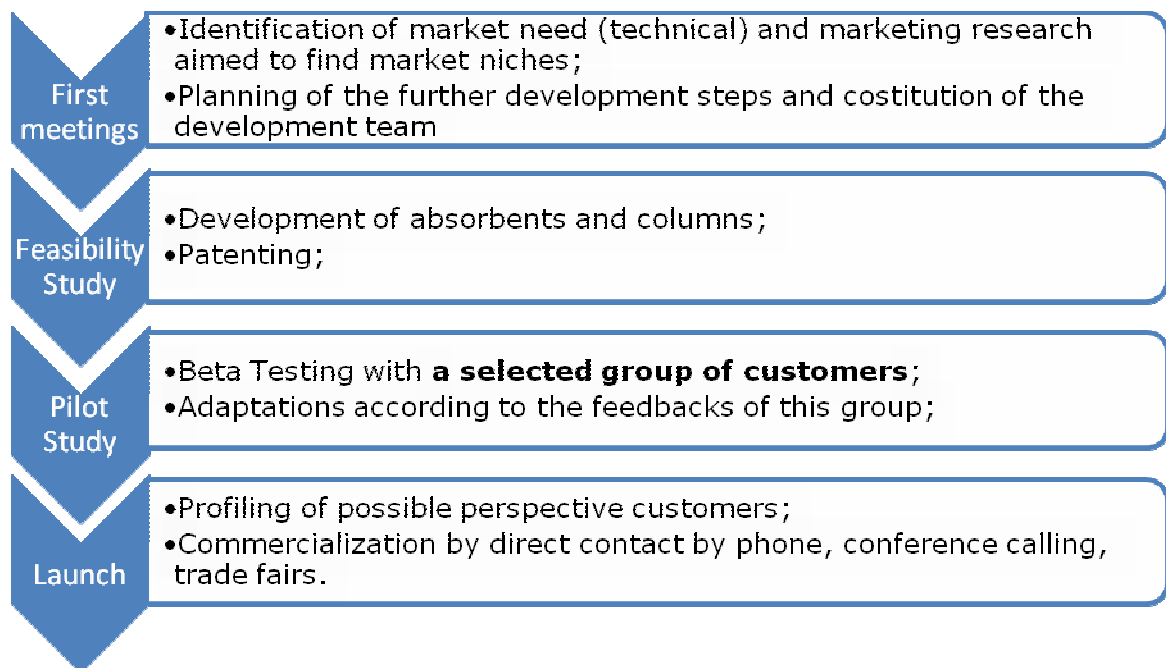 First
meetings
•Identification of market need (technical) and marketing research
aimed to find market niches;
•Planning of the further development steps and costitution of the
development team
Feasibility
Study
•Development of absorbents and columns;
•Patenting;
Pilot
Study
•Beta Testing with a selected group of customers;
•Adaptations according to the feedbacks of this group;
Launch
•Profiling of possible perspective customers;
•Commercialization by direct contact by phone, conference calling,
trade fairs.